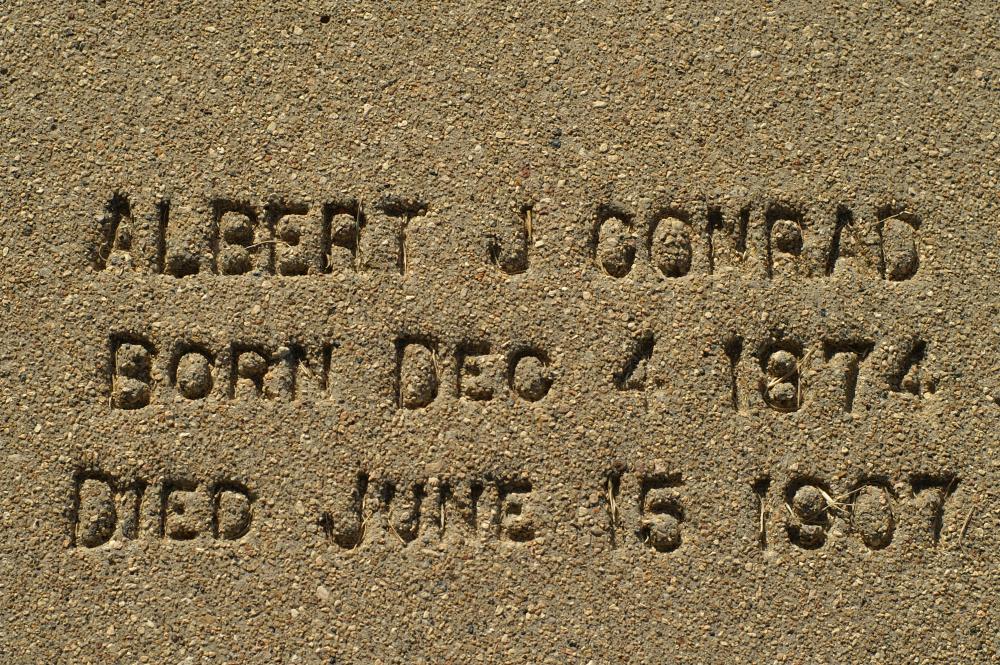 ALBERT J CONRAD
BORN DEC 4 1874
DIED JUNE 15 1907